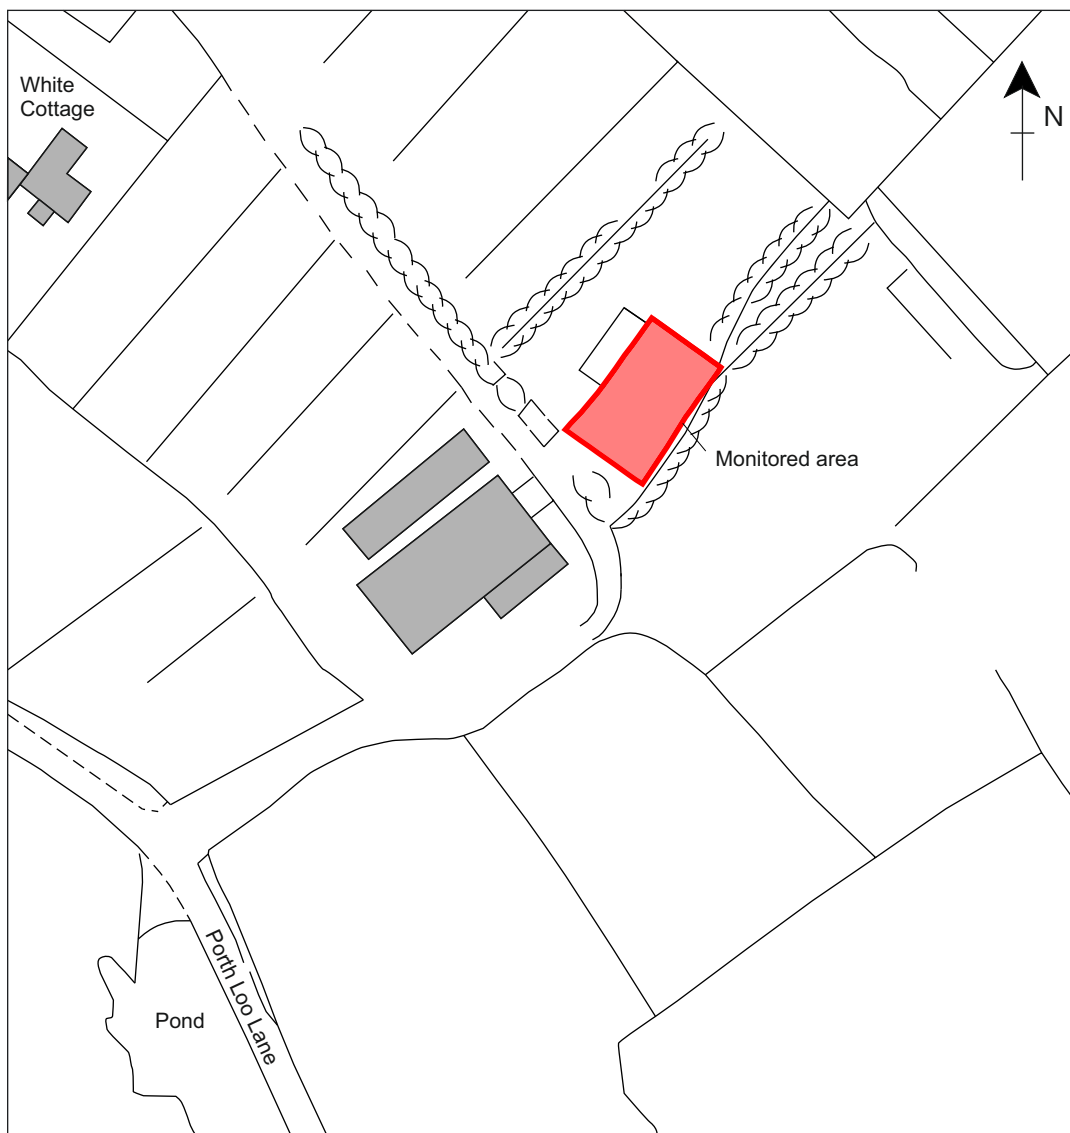 White
Cottage
N
Monitored area
Porth Loo Lane
Pond